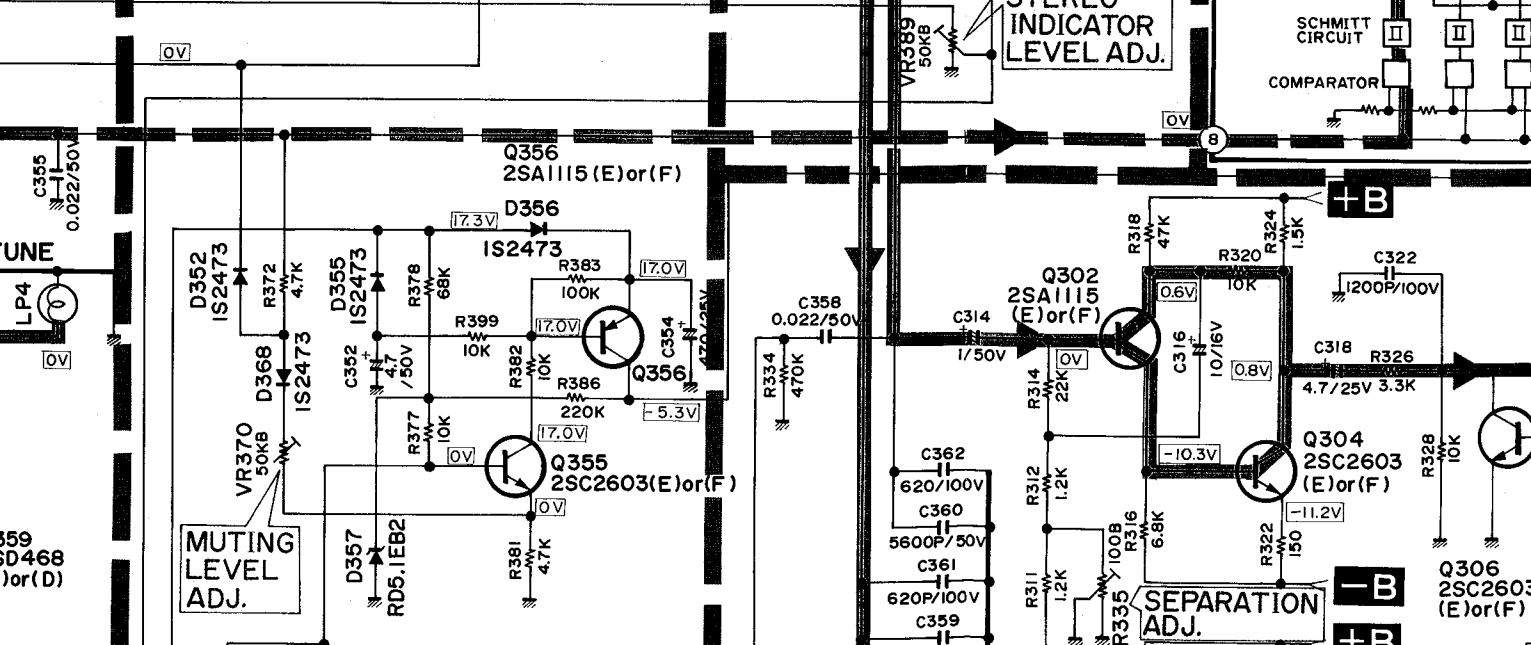 STEREO
INDICATOR
LEVEL ADJ.
VR389
50KB
SCHMITT
CIRCUIT
COMPARATOR
0V
0V
8
C355
0.022/50V
Q356
2SA1115(E)or(F)
+B
TUNE
LP4
0V
D352
1S2473
R372
4.7K
D355
1S2473
R378
68K
17.3V
D356
1S2473
R383
100K
17.0V
17.0V
R399
10K
R382
10K
C354
470/25V
Q356
C352
4.7
/50V
D368
1S2473
R386
220K
-5.3V
R377
10K
17.0V
0V
Q355
2SC2603(E)or(F)
0V
VR370
50KB
MUTING
LEVEL
ADJ.
D357
RD5.1EB2
R381
4.7K
359
SD468
)or(D)
C358
0.022/50V
R334
470K
C314
1/50V
Q302
2SA1115
(E)or(F)
0V
R314
22K
R318
47K
R324
1.5K
R320
10K
0.6V
C316
10/16V
0.8V
C322
1200P/100V
C318
4.7/25V
R326
3.3K
R328
10K
-10.3V
Q304
2SC2603
(E)or(F)
-11.2V
R322
150
R316
6.8K
R312
1.2K
R311
1.2K
100B
R335
C362
620/100V
C360
5600P/50V
C361
620P/100V
C359
SEPARATION
ADJ.
-B
+B
Q306
2SC2603
(E)or(F)